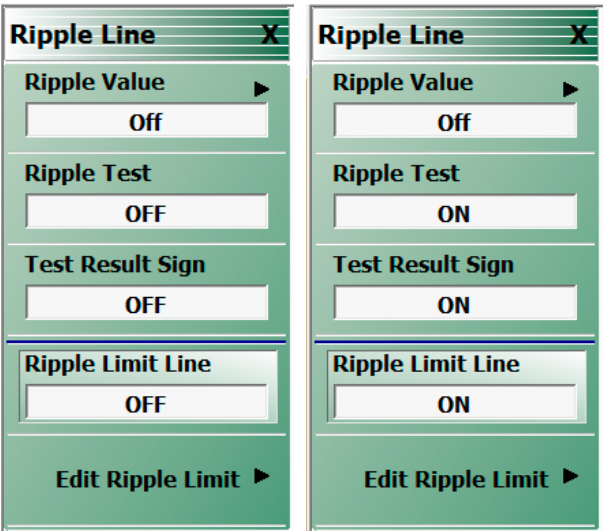 Ripple Line X
Ripple Value
Off
Ripple Test
OFF
Test Result Sign
OFF
Ripple Limit Line
OFF
Edit Ripple Limit
Ripple Line X
Ripple Value
Off
Ripple Test
ON
Test Result Sign
ON
Ripple Limit Line
ON
Edit Ripple Limit